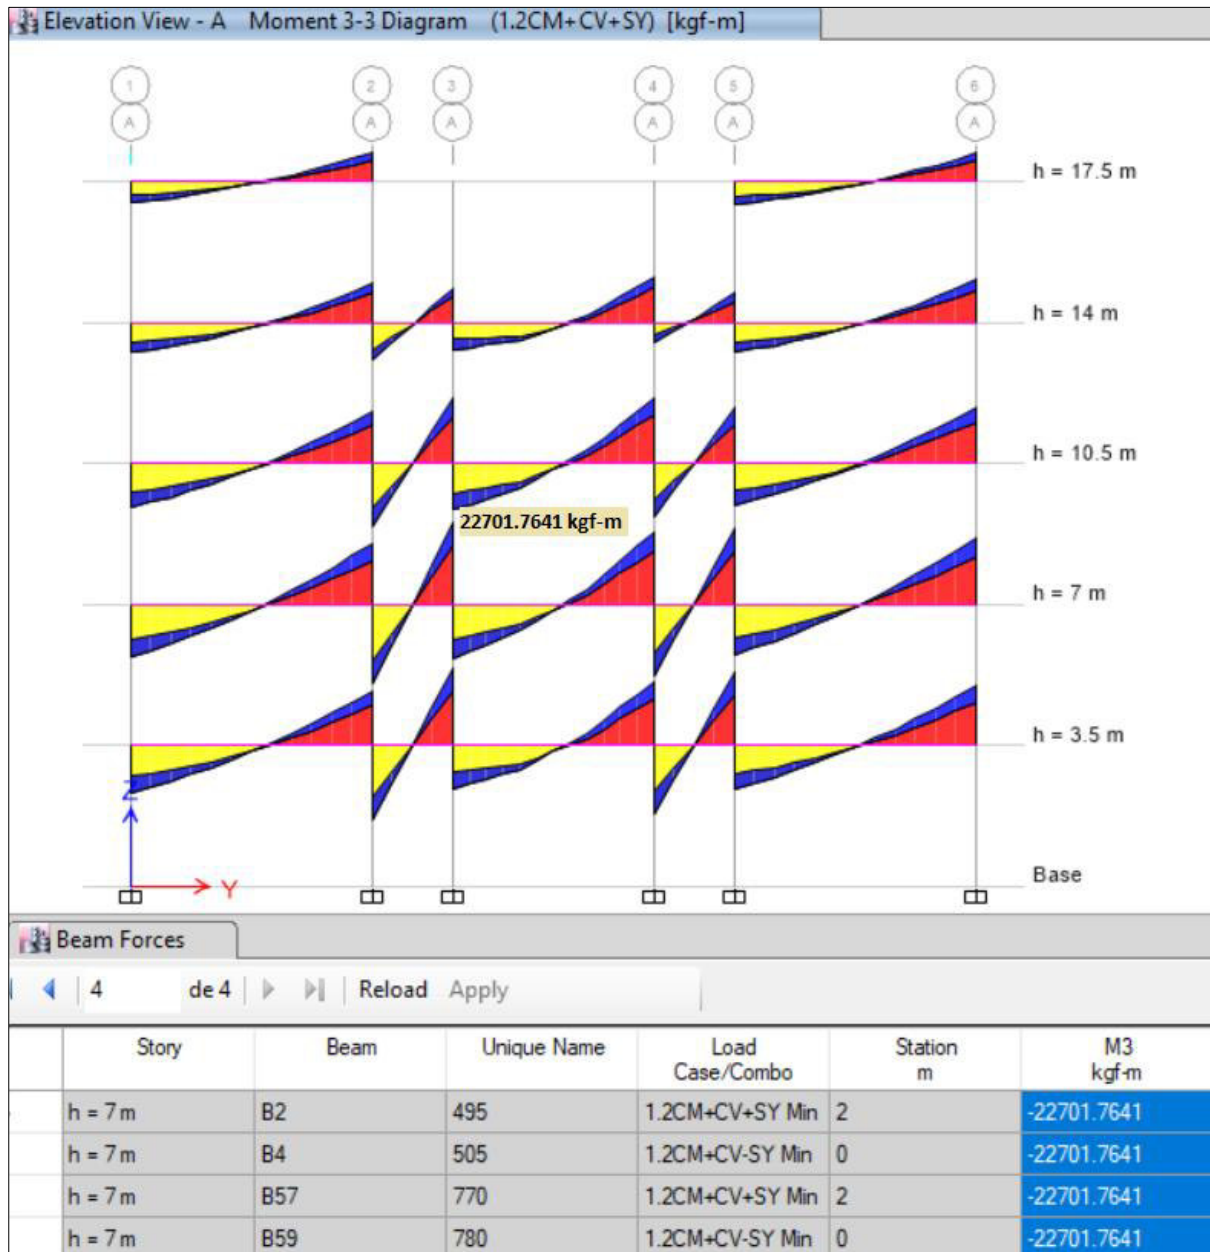 Elevation View - A Moment 3-3 Diagram (1.2CM+CV+SY) [kgf-m]
1 2 3 4 5 6
A A A A A A
h = 17.5 m
h = 14 m
h = 10.5 m
22701.7641 kgf-m
h = 7 m
h = 3.5 m
Z
Base
Y
Beam Forces
4 de 4 Reload Apply
Story Beam Unique Name Load Case/Combo Station m M3 kgf-m
h = 7 m B2 495 1.2CM+CV+SY Min 2 -22701.7641
h = 7 m B4 505 1.2CM+CV-SY Min 0 -22701.7641
h = 7 m B57 770 1.2CM+CV+SY Min 2 -22701.7641
h = 7 m B59 780 1.2CM+CV-SY Min 0 -22701.7641